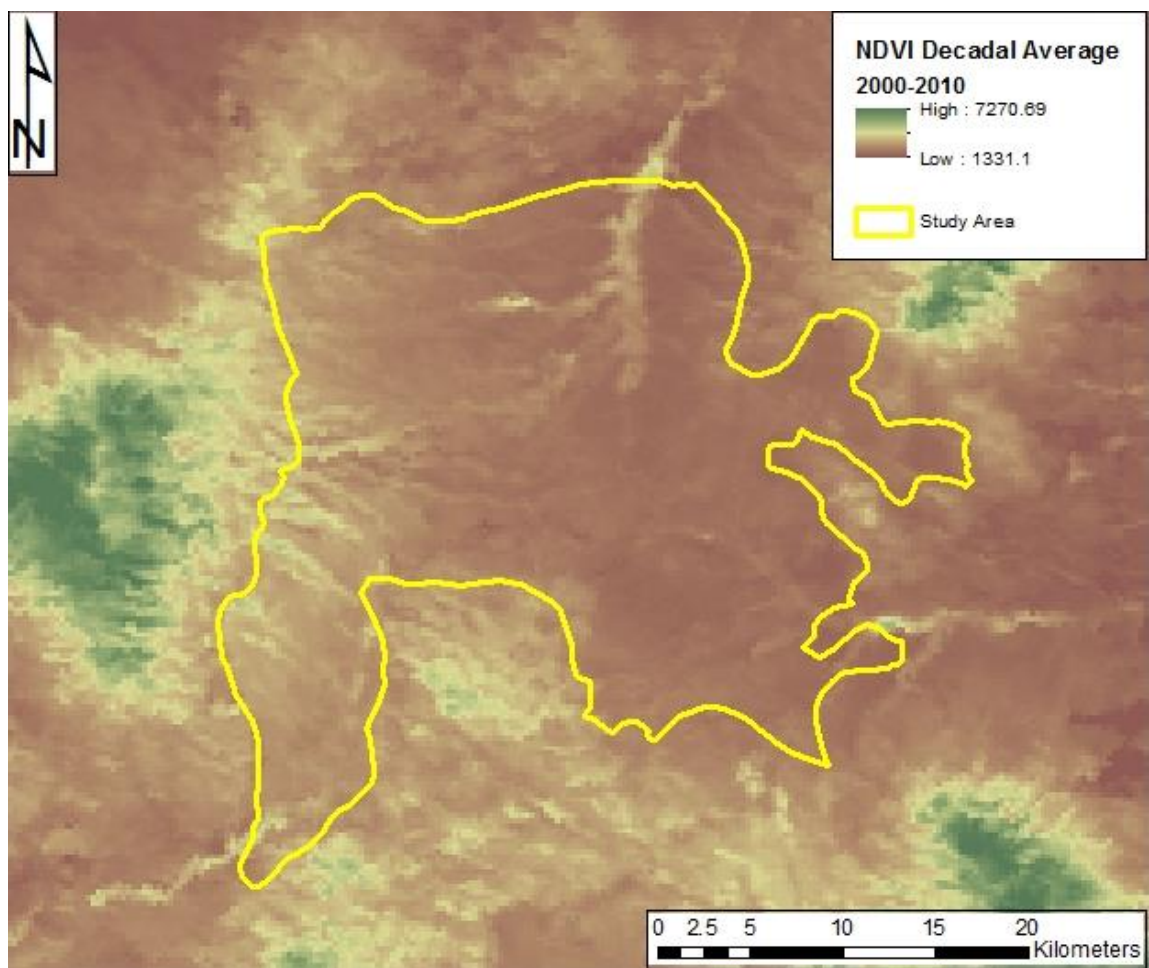 N
NDVI Decadal Average
2000-2010
High : 7270.69
Low : 1331.1
Study Area
0 2.5 5 10 15 20
Kilometers